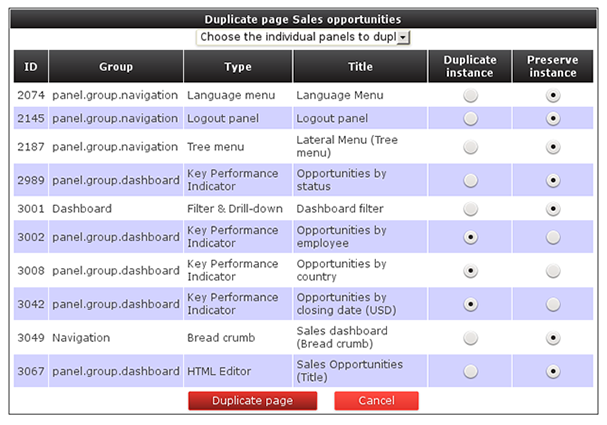 Duplicate page Sales opportunities
Choose the individual panels to dupl
ID Group Type Title Duplicate instance Preserve instance
2074 panel.group.navigation Language menu Language Menu
2145 panel.group.navigation Logout panel Logout panel
2187 panel.group.navigation Tree menu Lateral Menu (Tree
menu)
2989 panel.group.dashboard Key Performance Opportunities by
Indicator status
3001 Dashboard Filter & Drill-down Dashboard filter
3002 panel.group.dashboard Key Performance Opportunities by
Indicator employee
3008 panel.group.dashboard Key Performance Opportunities by
Indicator country
3042 panel.group.dashboard Key Performance Opportunities by
Indicator closing date (USD)
3049 Navigation Bread crumb Sales dashboard
(Bread crumb)
3067 panel.group.dashboard HTML Editor Sales Opportunities
(Title)
Duplicate page Cancel